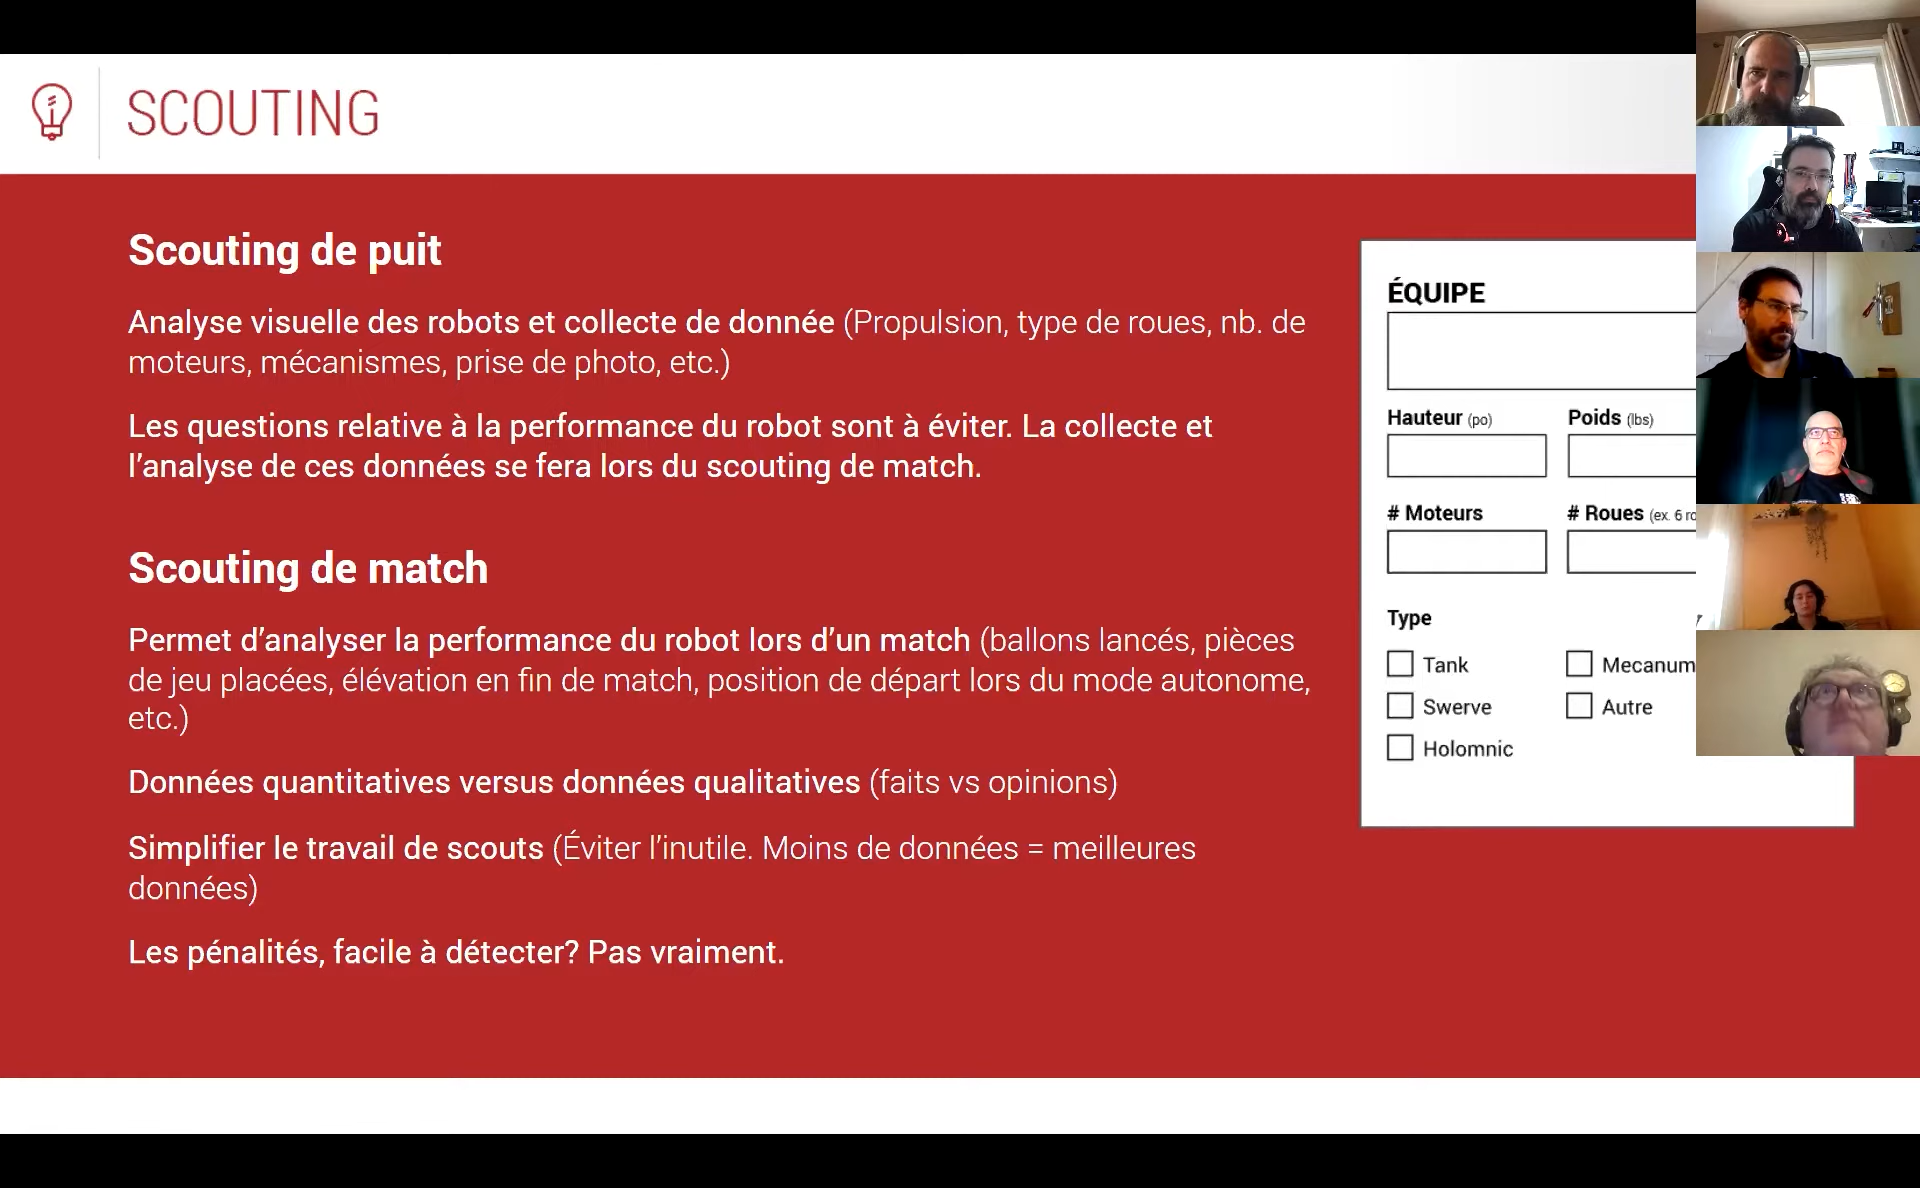 SCOUTING
Scouting de puit
Analyse visuelle des robots et collecte de donnée (Propulsion, type de roues, nb. de
moteurs, mécanismes, prise de photo, etc.)
Les questions relative à la performance du robot sont à éviter. La collecte et
l’analyse de ces données se fera lors du scouting de match.
Scouting de match
Permet d’analyser la performance du robot lors d’un match (ballons lancés, pièces
de jeu placées, élévation en fin de match, position de départ lors du mode autonome,
etc.)
Données quantitatives versus données qualitatives (faits vs opinions)
Simplifier le travail de scouts (Éviter l’inutile. Moins de données = meilleures
données)
Les pénalités, facile à détecter? Pas vraiment.
ÉQUIPE
Hauteur (po) Poids (lbs)
# Moteurs # Roues (ex. 6
Type
Tank Mecanum
Swerve Autre
Holomnic